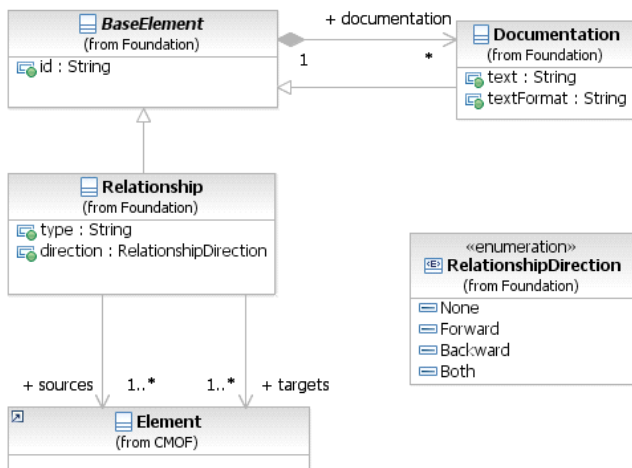 BaseElement
(from Foundation)
id : String
+ documentation
1
*
Documentation
(from Foundation)
text : String
textFormat : String
Relationship
(from Foundation)
type : String
direction : RelationshipDirection
«enumeration»
RelationshipDirection
(from Foundation)
None
Forward
Backward
Both
+ sources
1..*
1..*
+ targets
Element
(from CMOF)